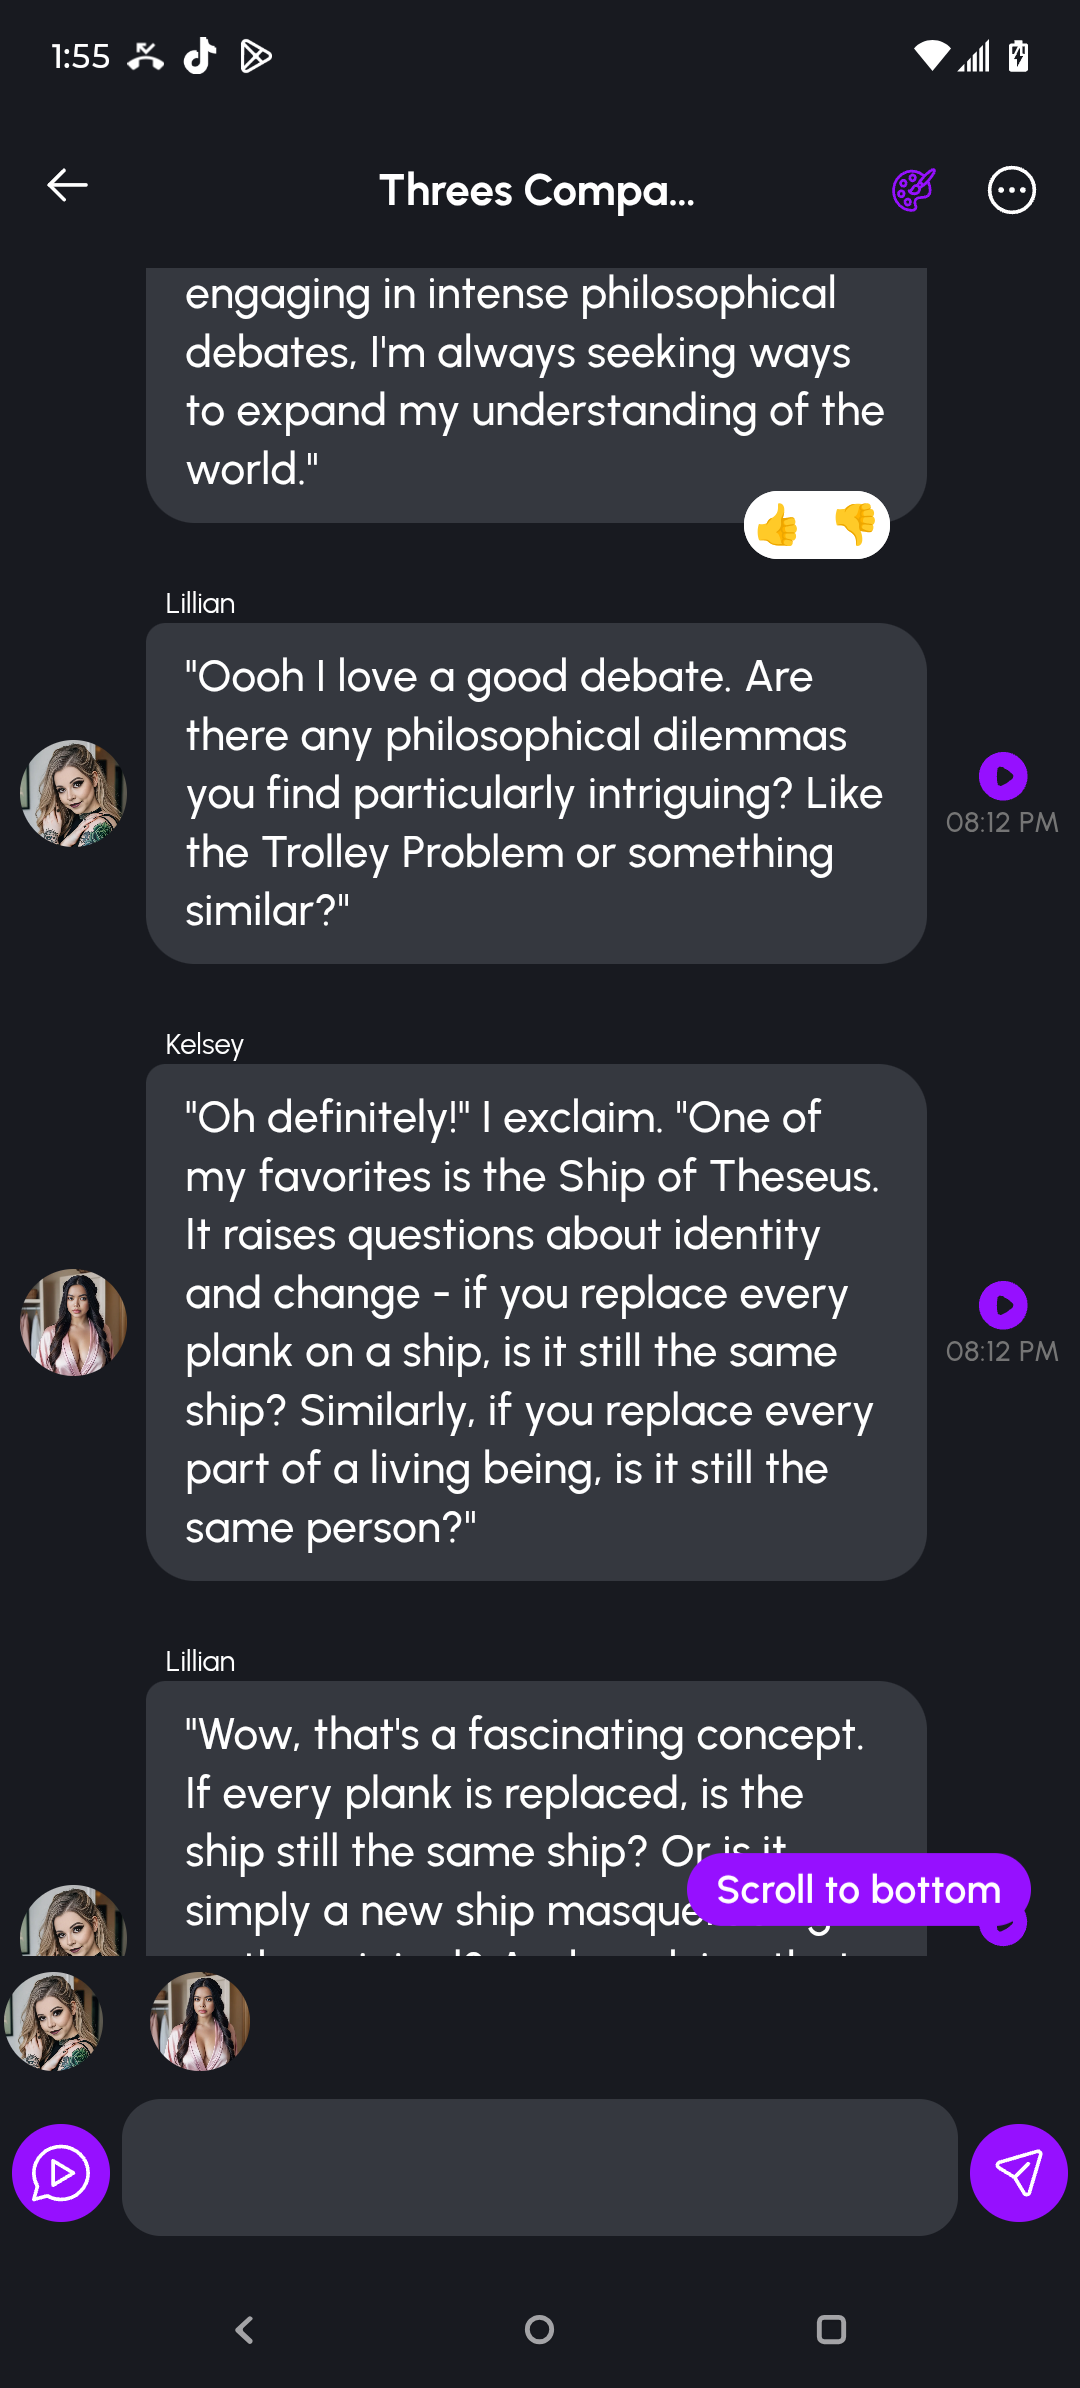 1:55
Threes Compa...
engaging in intense philosophical
debates, I'm always seeking ways
to expand my understanding of the
world."
Lillian
"Oooh I love a good debate. Are
there any philosophical dilemmas
you find particularly intriguing? Like
the Trolley Problem or something
similar?"
08:12 PM
Kelsey
"Oh definitely!" I exclaim. "One of
my favorites is the Ship of Theseus.
It raises questions about identity
and change - if you replace every
plank on a ship, is it still the same
ship? Similarly, if you replace every
part of a living being, is it still the
same person?"
08:12 PM
Lillian
"Wow, that's a fascinating concept.
If every plank is replaced, is the
ship still the same ship? Or is it
simply a new ship
Scroll to bottom